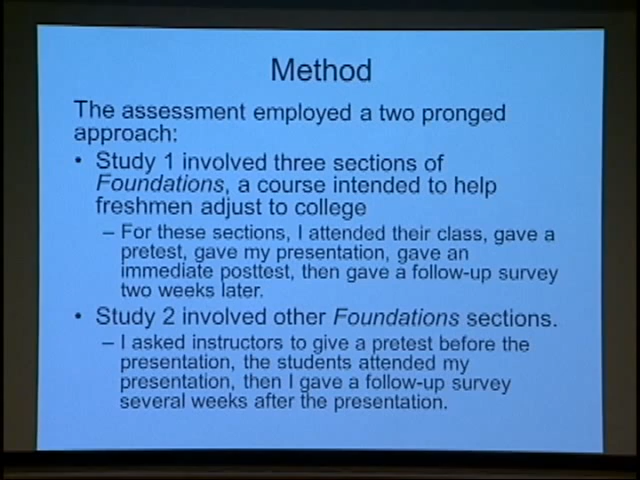 Method
The assessment employed a two pronged
approach:
• Study 1 involved three sections of
Foundations, a course intended to help
freshmen adjust to college
– For these sections, I attended their class, gave a
pretest, gave my presentation, gave an
immediate posttest, then gave a follow-up survey
two weeks later.
• Study 2 involved other Foundations sections.
– I asked instructors to give a pretest before the
presentation, the students attended my
presentation, then I gave a follow-up survey
several weeks after the presentation.